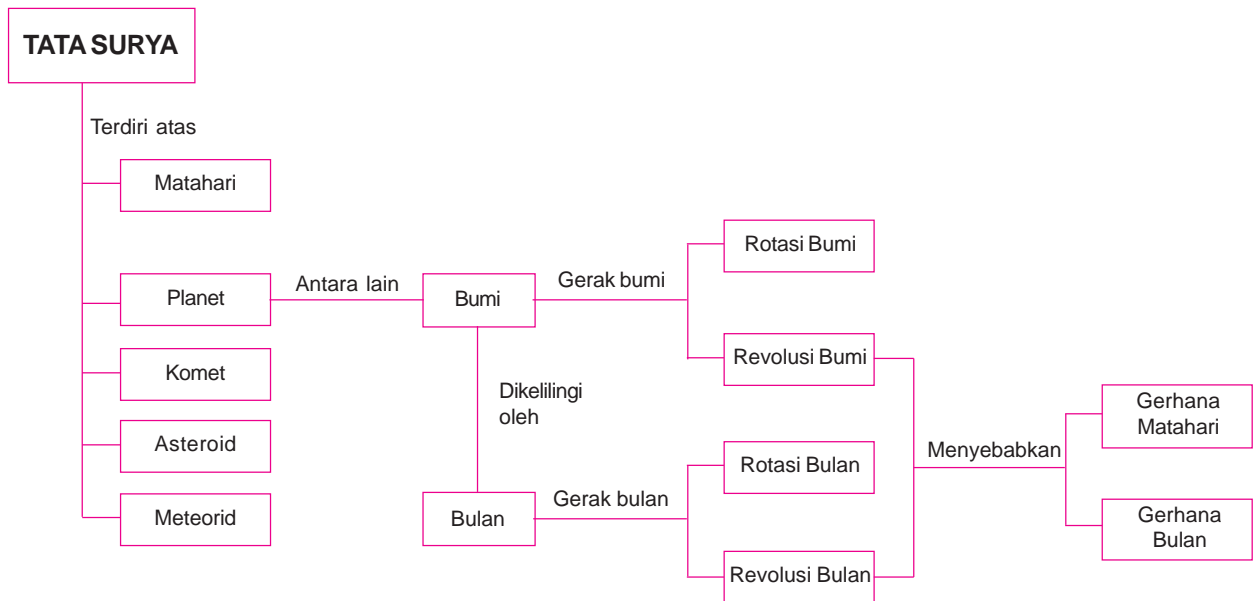 TATA SURYA
Terdiri atas
Matahari
Planet
Komet
Asteroid
Meteorid
Antara lain
Bumi
Dikelilingi
oleh
Bulan
Gerak bumi
Rotasi Bumi
Revolusi Bumi
Gerak bulan
Rotasi Bulan
Revolusi Bulan
Menyebabkan
Gerhana
Matahari
Gerhana
Bulan